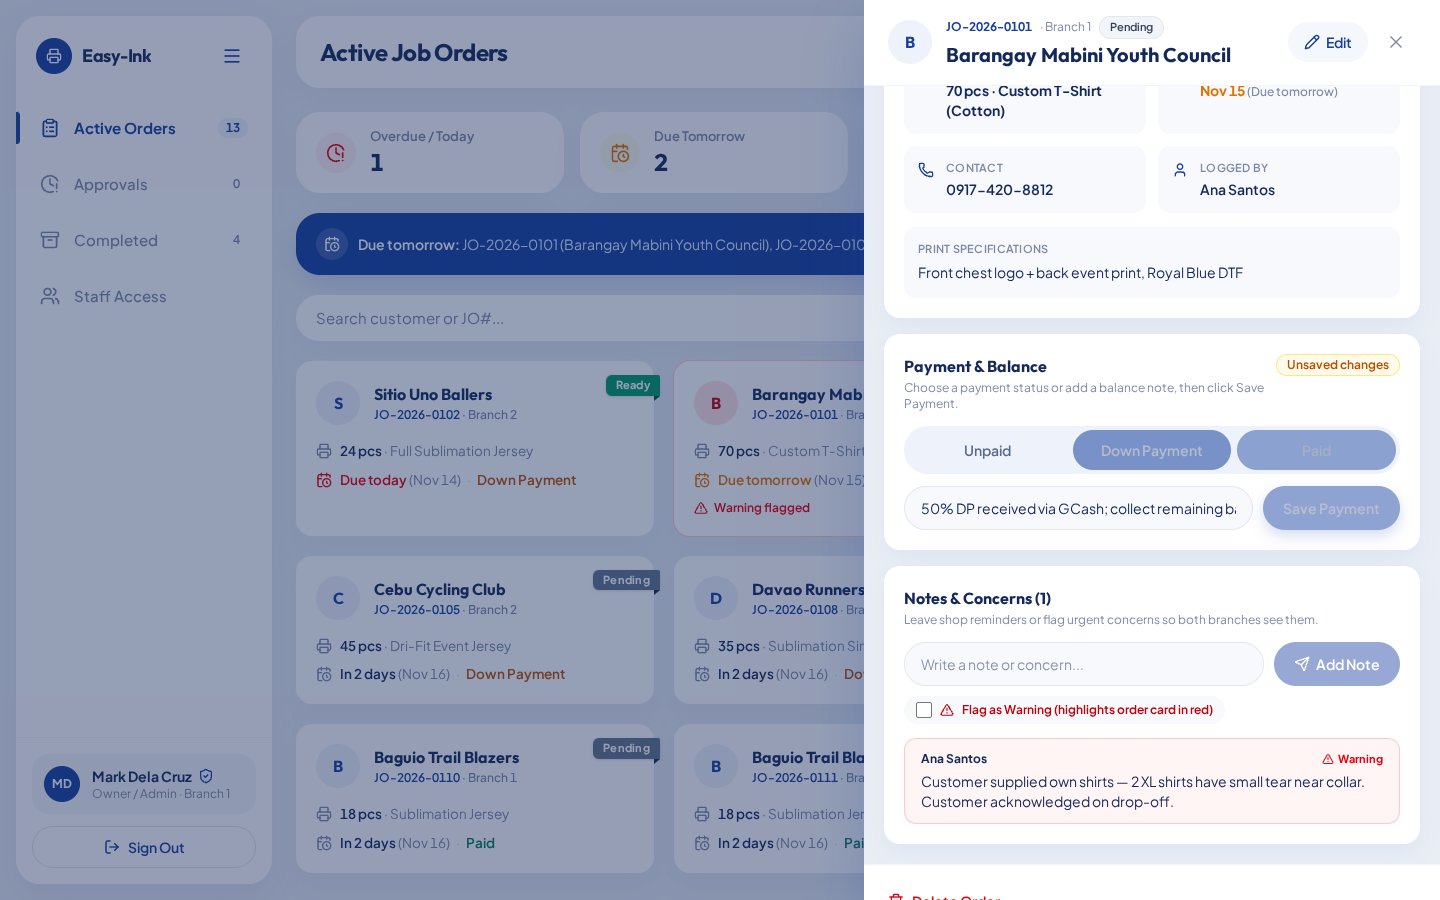 Easy-Ink
Active Orders 13
Approvals 0
Completed 4
Staff Access
MD
Mark Dela Cruz
Owner / Admin · Branch 1
Sign Out
Active Job Orders
Overdue / Today
1
Due Tomorrow
2
Due tomorrow: JO-2026-0101 (Barangay Mabini Youth Council), JO-2026-010
Search customer or JO#...
S
Sitio Uno Ballers
JO-2026-0102 · Branch 2
Ready
24 pcs · Full Sublimation Jersey
Due today (Nov 14) · Down Payment
B
Barangay Mab
JO-2026-0101 · Bra
70 pcs · Custom T-Shirt
Due tomorrow (Nov 15)
Warning flagged
C
Cebu Cycling Club
JO-2026-0105 · Branch 2
Pending
45 pcs · Dri-Fit Event Jersey
In 2 days (Nov 16) · Down Payment
D
Davao Runners
JO-2026-0108 · Bra
35 pcs · Sublimation Sin
In 2 days (Nov 16) · Do
B
Baguio Trail Blazers
JO-2026-0110 · Branch 1
Pending
18 pcs · Sublimation Jersey
In 2 days (Nov 16) · Paid
B
Baguio Trail Bla
JO-2026-0111 · Bra
18 pcs · Sublimation Jer
In 2 days (Nov 16) · Pai
B
JO-2026-0101 · Branch 1 Pending
Barangay Mabini Youth Council
Edit
70 pcs · Custom T-Shirt
(Cotton)
Nov 15 (Due tomorrow)
CONTACT
0917-420-8812
LOGGED BY
Ana Santos
PRINT SPECIFICATIONS
Front chest logo + back event print, Royal Blue DTF
Payment & Balance
Unsaved changes
Choose a payment status or add a balance note, then click Save
Payment.
Unpaid
Down Payment
Paid
50% DP received via GCash; collect remaining ba
Save Payment
Notes & Concerns (1)
Leave shop reminders or flag urgent concerns so both branches see them.
Write a note or concern...
Add Note
Flag as Warning (highlights order card in red)
Ana Santos
Warning
Customer supplied own shirts — 2 XL shirts have small tear near collar.
Customer acknowledged on drop-off.
Delete Order